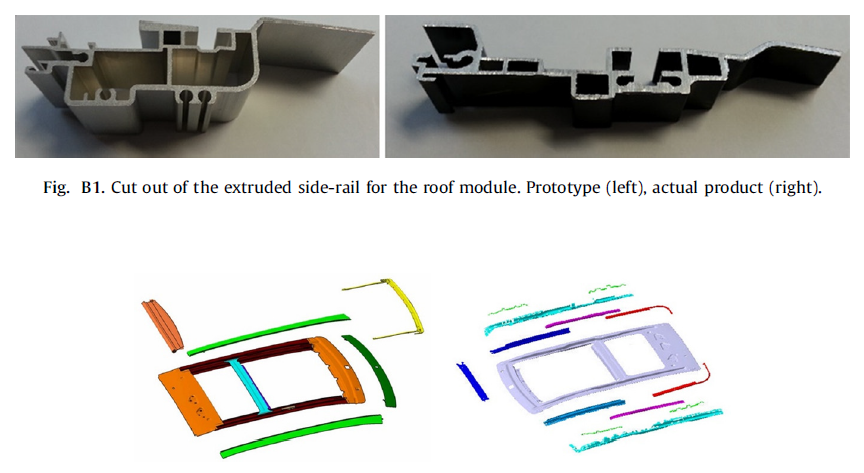 Fig. B1. Cut out of the extruded side-rail for the roof module. Prototype (left), actual product (right).